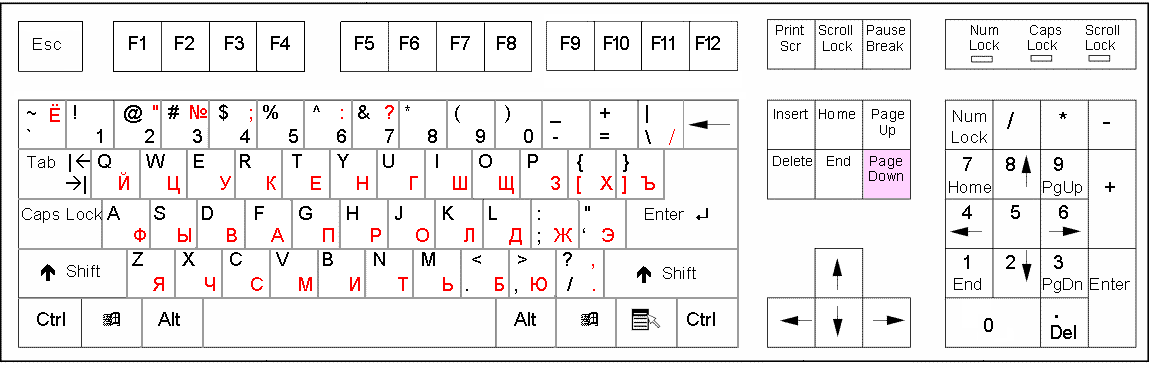 Esc F1 F2 F3 F4 F5 F6 F7 F8 F9 F10 F11 F12 Print Scr Scroll Lock Pause Break Num Lock Caps Lock Scroll Lock
~ Ё ` ! 1 @ " 2 # № 3 $ ; 4 % 5 ^ : 6 & ? 7 * 8 ( 9 ) 0 _ - + = | \ / Insert Home Page Up Num Lock / * -
Tab Q Й W Ц E У R К T Е Y Н U Г I Ш O Щ P З { [ Х } ] Ъ Delete End Page Down 7 Home 8 9 PgUp +
Caps Lock A Ф S Ы D В F А G П H Р J О K Л L Д : ; Ж " ‘ Э Enter 4 5 6
Shift Z Я X Ч C С V М B И N Т M Ь < . Б > , Ю ? , / . Shift 1 End 2 3 PgDn Enter
Ctrl Alt Alt Ctrl 0 . Del